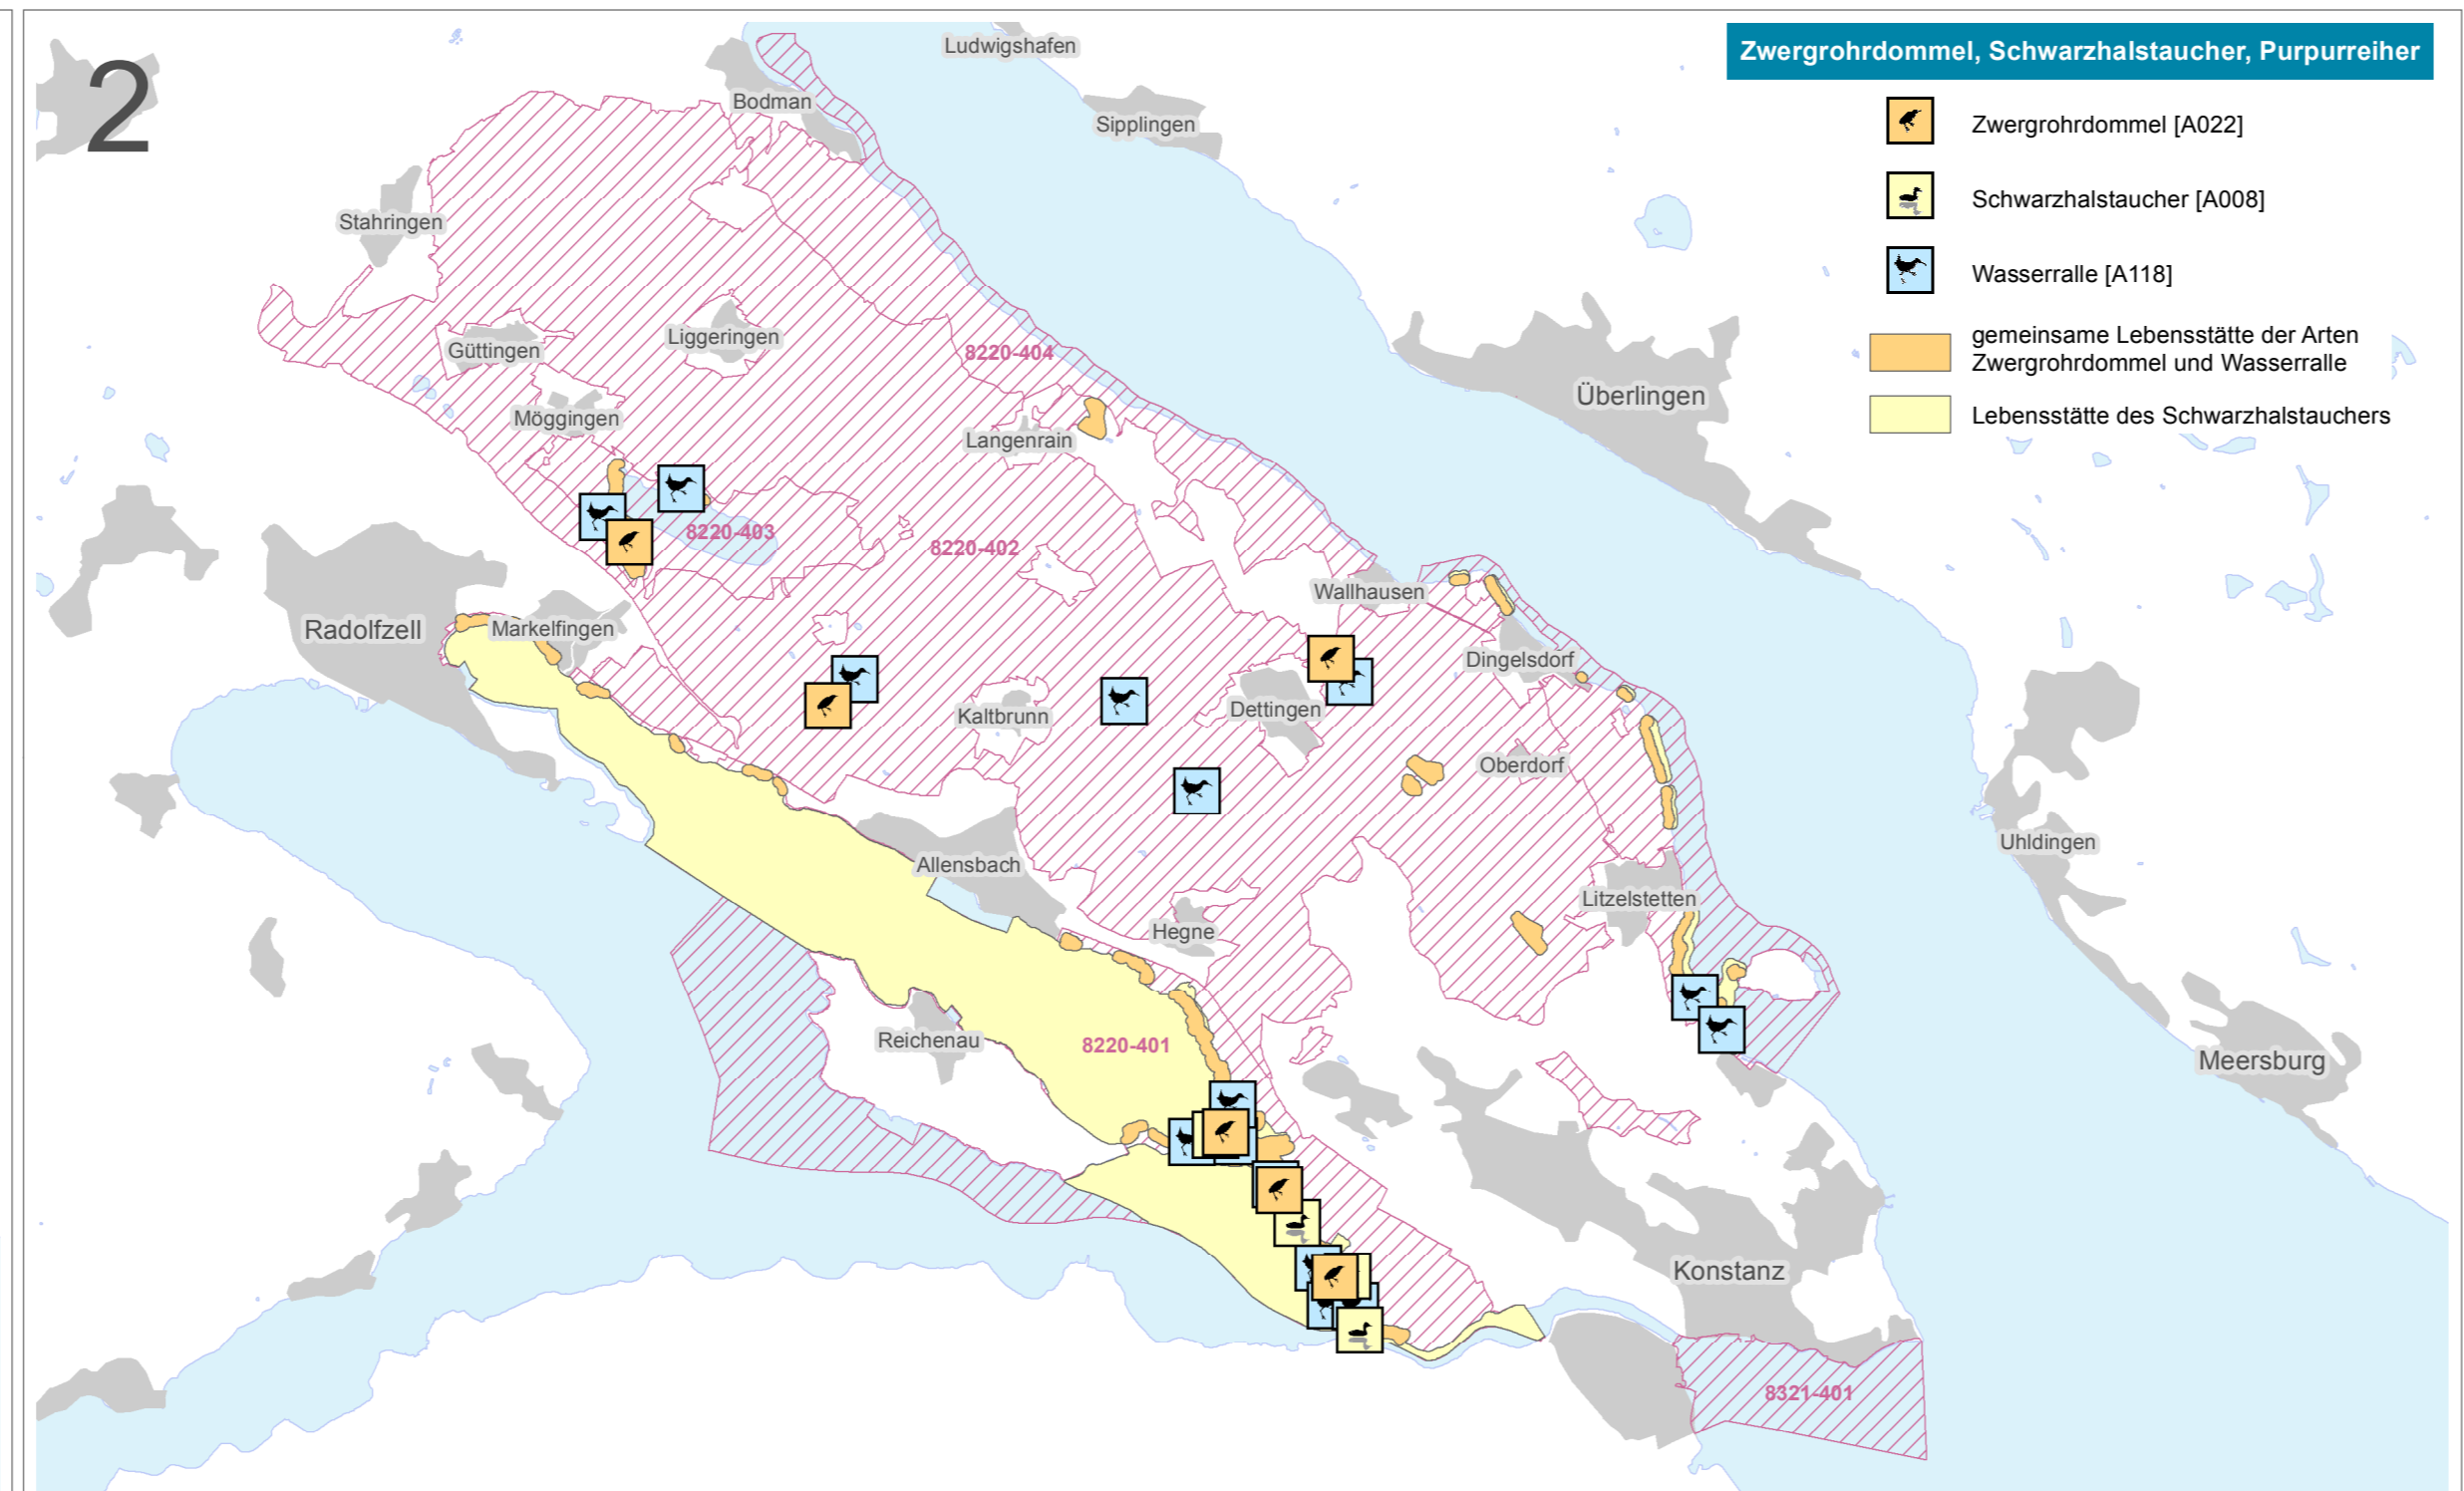 2
Zwergrohrdommel, Schwarzhalstaucher, Purpurreiher
Zwergrohrdommel [A022]
Schwarzhalstaucher [A008]
Wasserralle [A118]
gemeinsame Lebensstätte der Arten
Zwergrohrdommel und Wasserralle
Lebensstätte des Schwarzhalstauchers
Ludwigshafen
Bodman
Sipplingen
Stahringen
Liggeringen
Güttingen
8220-404
Überlingen
Möggingen
Langenrain
8220-403
8220-402
Wallhausen
Radolfzell
Markelfingen
Dingelsdorf
Kaltbrunn
Dettingen
Oberdorf
Uhldingen
Allensbach
Litzelstetten
Hegne
Reichenau
8220-401
Meersburg
Konstanz
8321-401